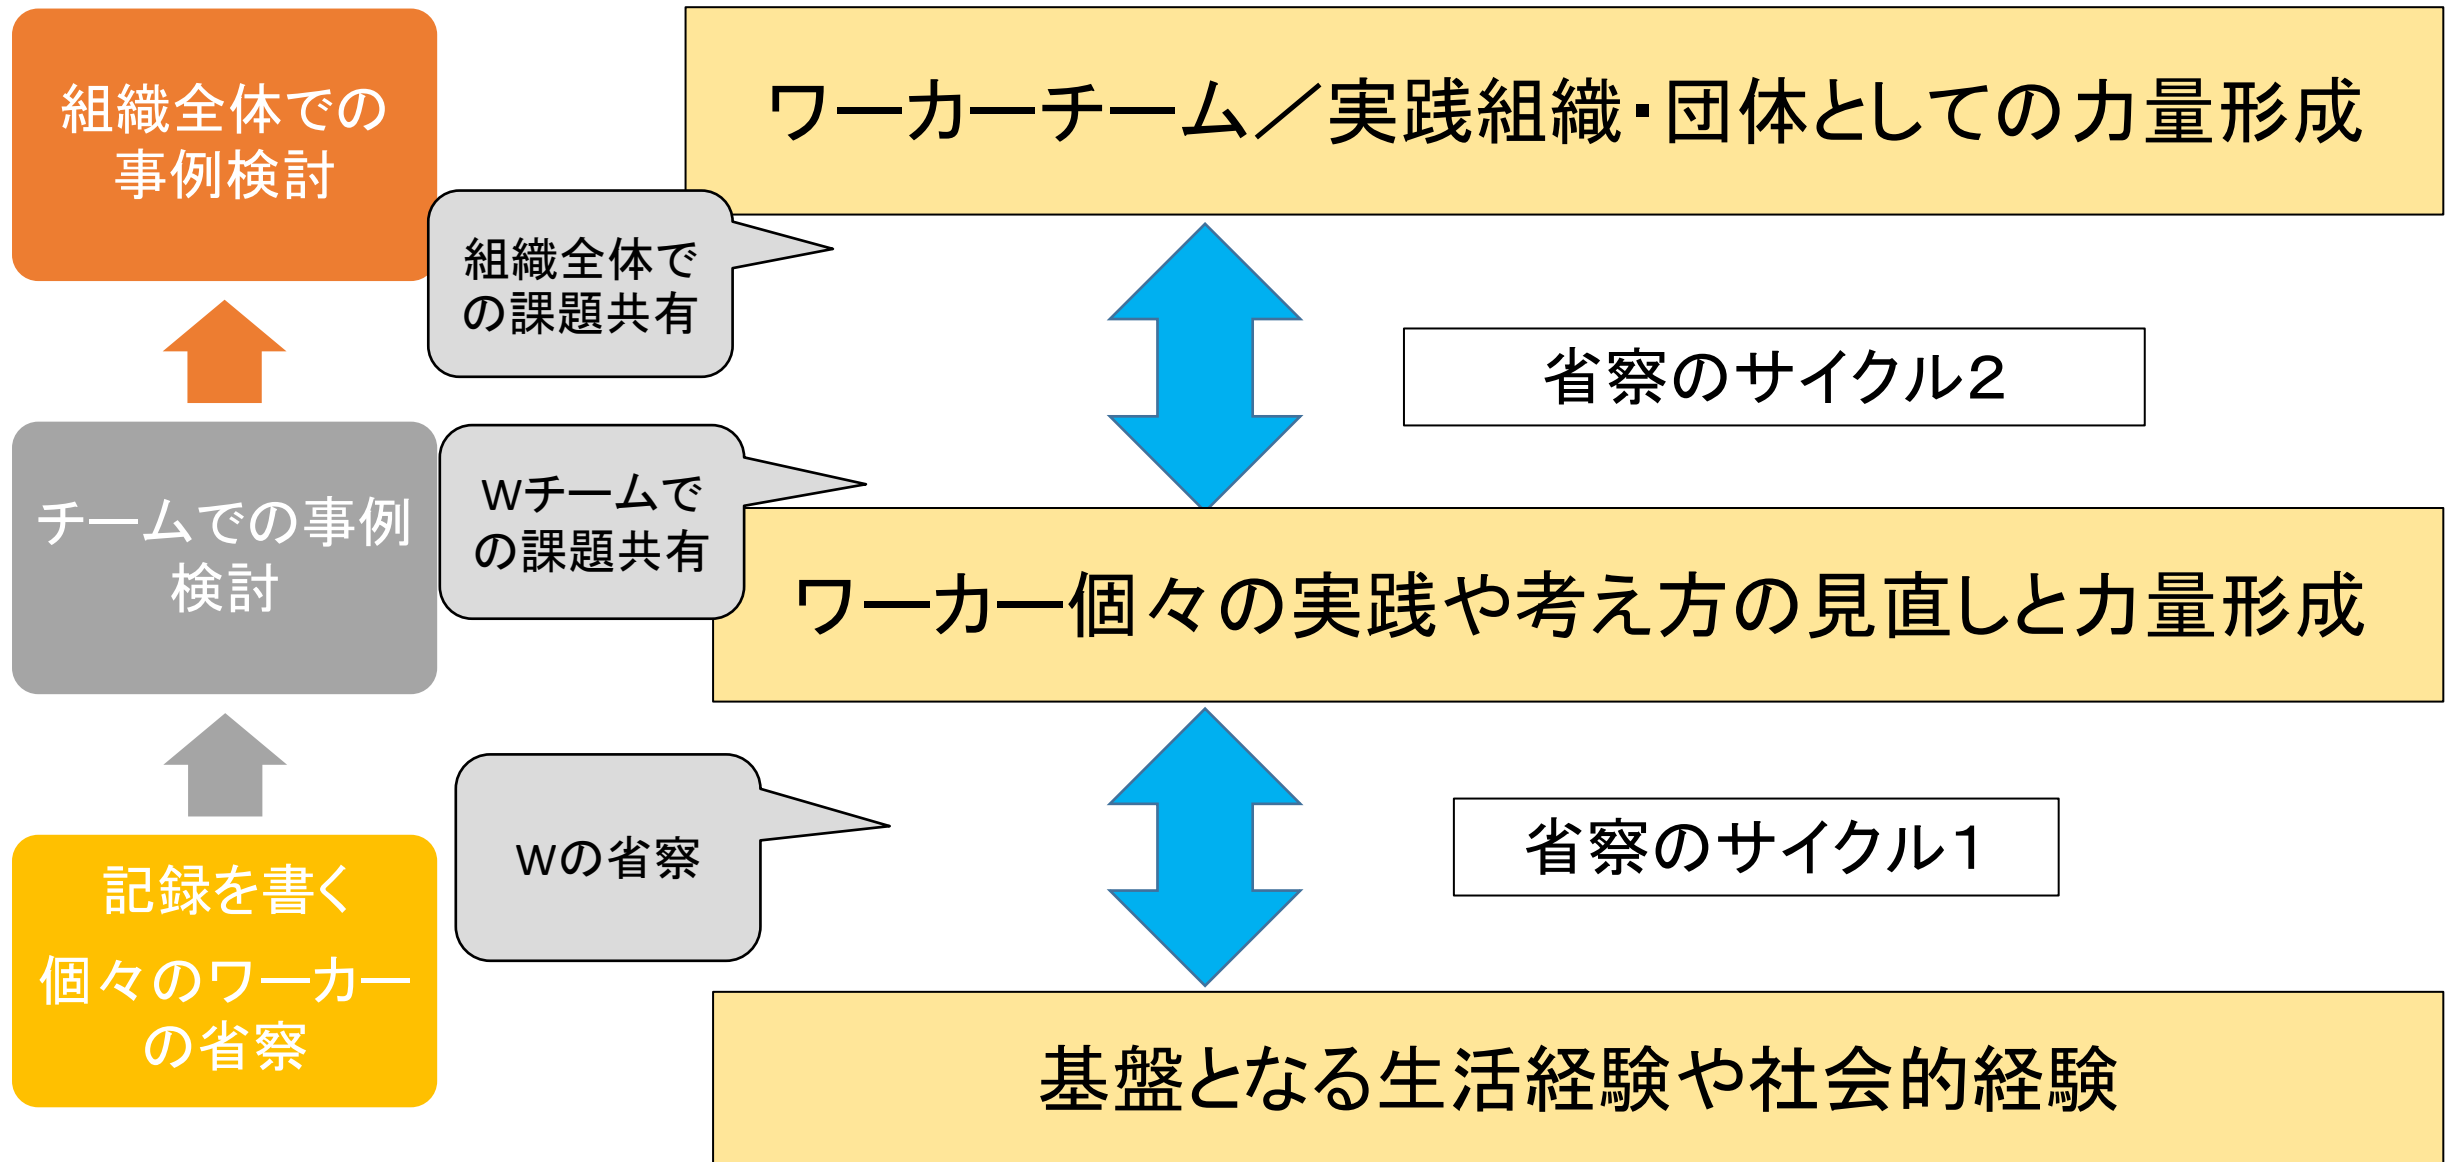 組織全体での
事例検討
ワーカーチーム／実践組織・団体としての力量形成
組織全体で
の課題共有
省察のサイクル２
チームでの事例
検討
Ｗチームで
の課題共有
ワーカー個々の実践や考え方の見直しと力量形成
Ｗの省察
省察のサイクル１
記録を書く
個々のワーカー
の省察
基盤となる生活経験や社会的経験